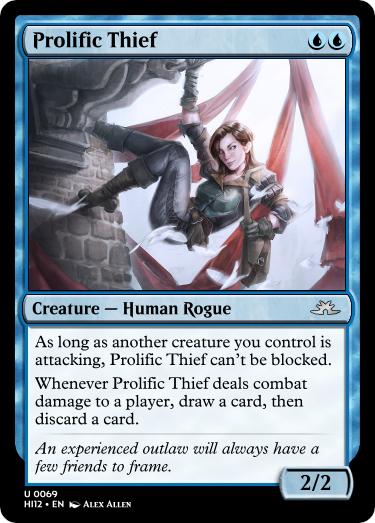 Prolific Thief
Creature — Human Rogue
As long as another creature you control is
attacking, Prolific Thief can't be blocked.
Whenever Prolific Thief deals combat
damage to a player, draw a card, then
discard a card.
An experienced outlaw will always have a
few friends to frame.
2/2
U 0069
HI12 • EN Alex Allen